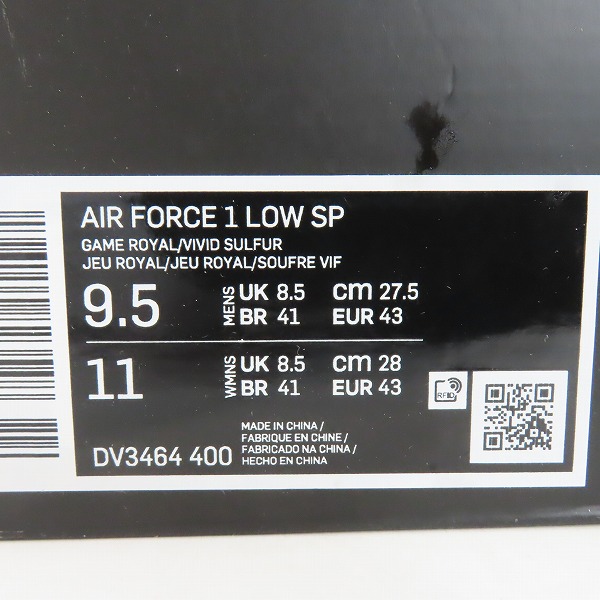 AIR FORCE 1 LOW SP
GAME ROYAL/VIVID SULFUR
JEU ROYAL/JEU ROYAL/SOUFRE VIF
9.5 MENS UK 8.5 CM 27.5
BR 41 EUR 43
11 WMNS UK 8.5 CM 28
BR 41 EUR 43
RFID
MADE IN CHINA /
FABRIQUE EN CHINE /
FABRICADO NA CHINA /
HECHO EN CHINA
DV3464 400